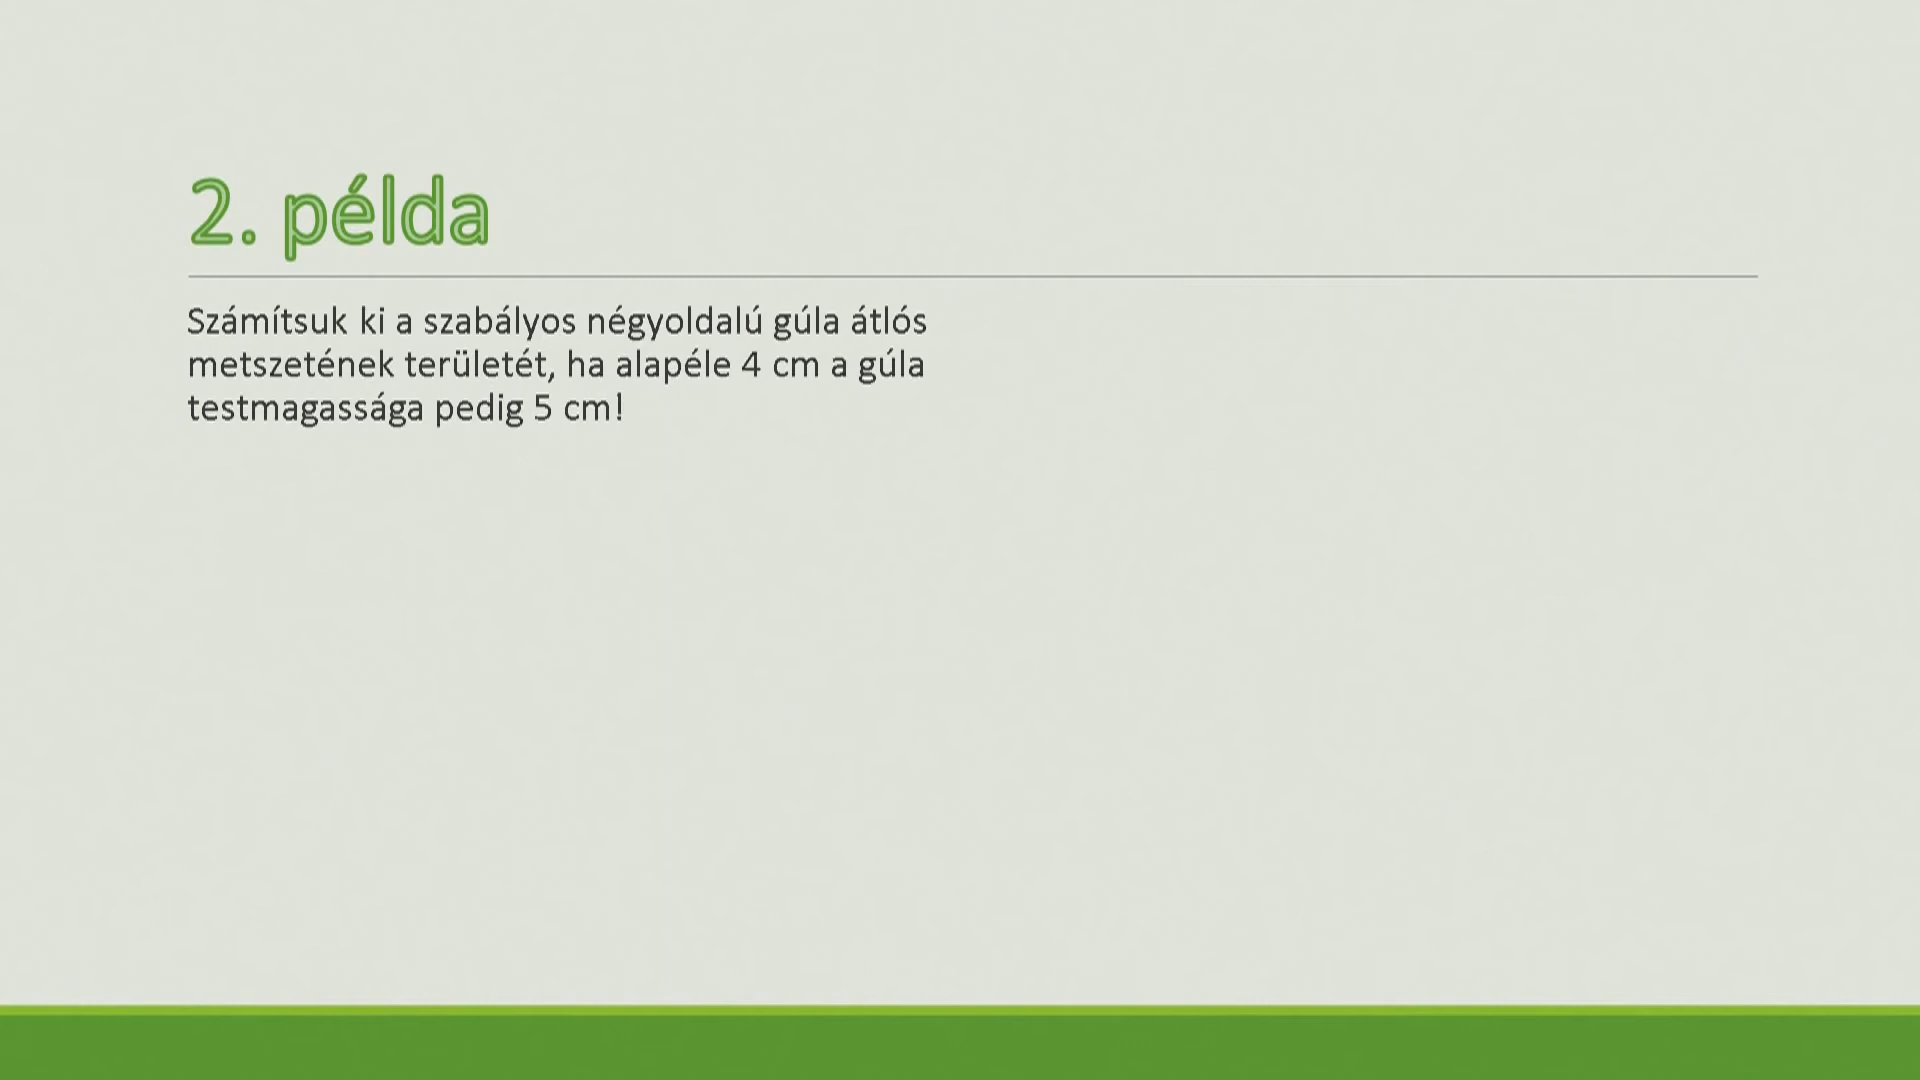 2. példa
Számítsuk ki a szabályos négyoldalú gúla átlós
metszetének területét, ha alapéle 4 cm a gúla
testmagassága pedig 5 cm!